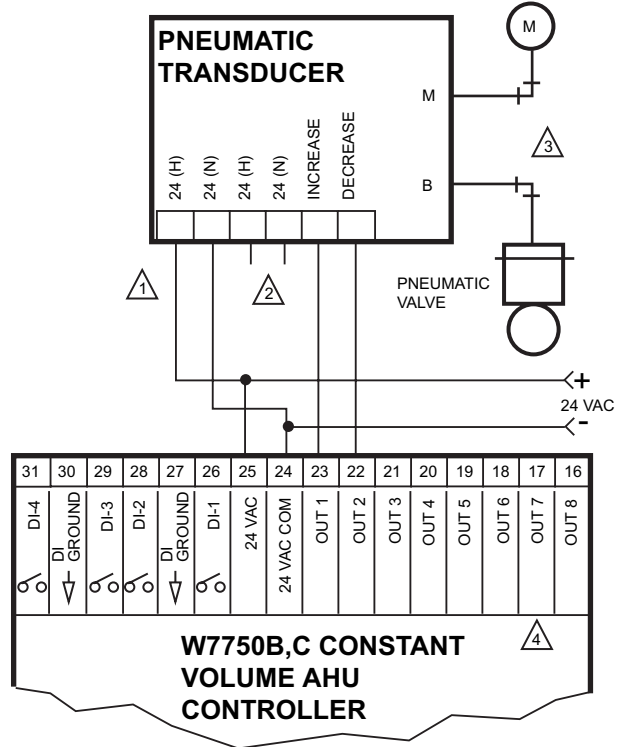 PNEUMATIC
TRANSDUCER
M
M
B
24 (H)
24 (N)
24 (H)
24 (N)
INCREASE
DECREASE
1
2
3
PNEUMATIC
VALVE
+
24 VAC
-
31 30 29 28 27 26 25 24 23 22 21 20 19 18 17 16
DI-4
DI
GROUND
DI-3
DI-2
DI
GROUND
DI-1
24 VAC
24 VAC COM
OUT 1
OUT 2
OUT 3
OUT 4
OUT 5
OUT 6
OUT 7
OUT 8
4
W7750B,C CONSTANT
VOLUME AHU
CONTROLLER